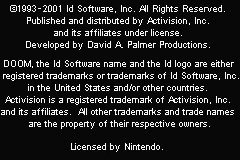 ©1993-2001 Id Software, Inc. All Rights Reserved.
Published and distributed by Activision, Inc.
and its affiliates under license.
Developed by David A. Palmer Productions.
DOOM, the Id Software name and the Id logo are either
registered trademarks or trademarks of Id Software, Inc.
in the United States and/or other countries.
Activision is a registered trademark of Activision, Inc.
and its affiliates. All other trademarks and trade names
are the property of their respective owners.
Licensed by Nintendo.